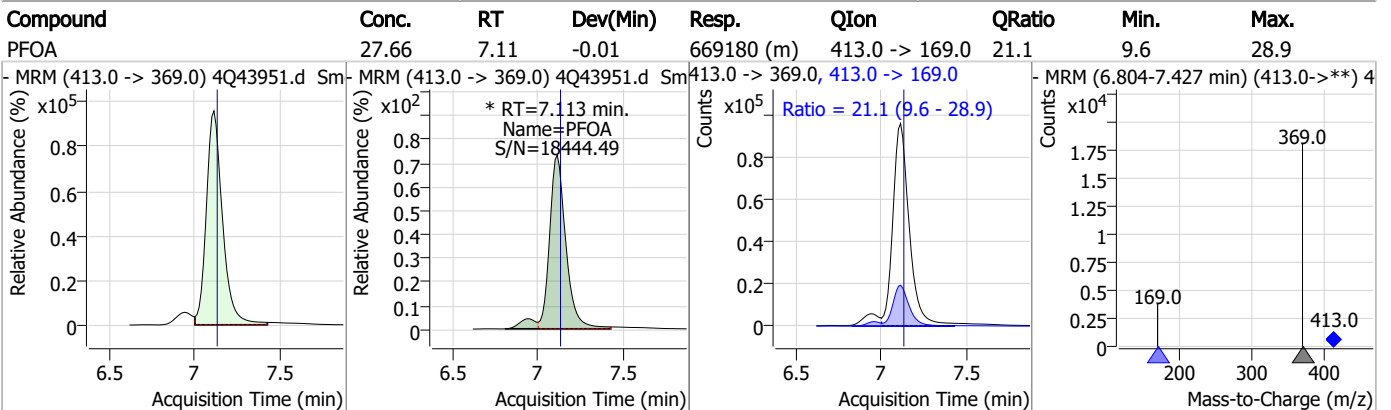 Compound Conc. RT Dev(Min) Resp. QIon QRatio Min. Max.
PFOA 27.66 7.11 -0.01 669180 (m) 413.0 -> 169.0 21.1 9.6 28.9
- MRM (413.0 -> 369.0) 4Q43951.d Sm
Relative Abundance (%)
x10^5
0.8
0.6
0.4
0.2
0
6.5 7 7.5
Acquisition Time (min)
- MRM (413.0 -> 369.0) 4Q43951.d Sm
Relative Abundance (%)
x10^2
* RT=7.113 min.
Name=PFOA
S/N=18444.49
0.8
0.7
0.6
0.5
0.4
0.3
0.2
0.1
0
6.5 7 7.5
Acquisition Time (min)
413.0 -> 369.0, 413.0 -> 169.0
Counts
x10^5
Ratio = 21.1 (9.6 - 28.9)
0.8
0.6
0.4
0.2
0
6.5 7 7.5
Acquisition Time (min)
- MRM (6.804-7.427 min) (413.0->**) 4
Counts
x10^4
369.0
1.75
1.5
1.25
1
0.75
0.5
0.25
0
169.0
413.0
200 300 400
Mass-to-Charge (m/z)